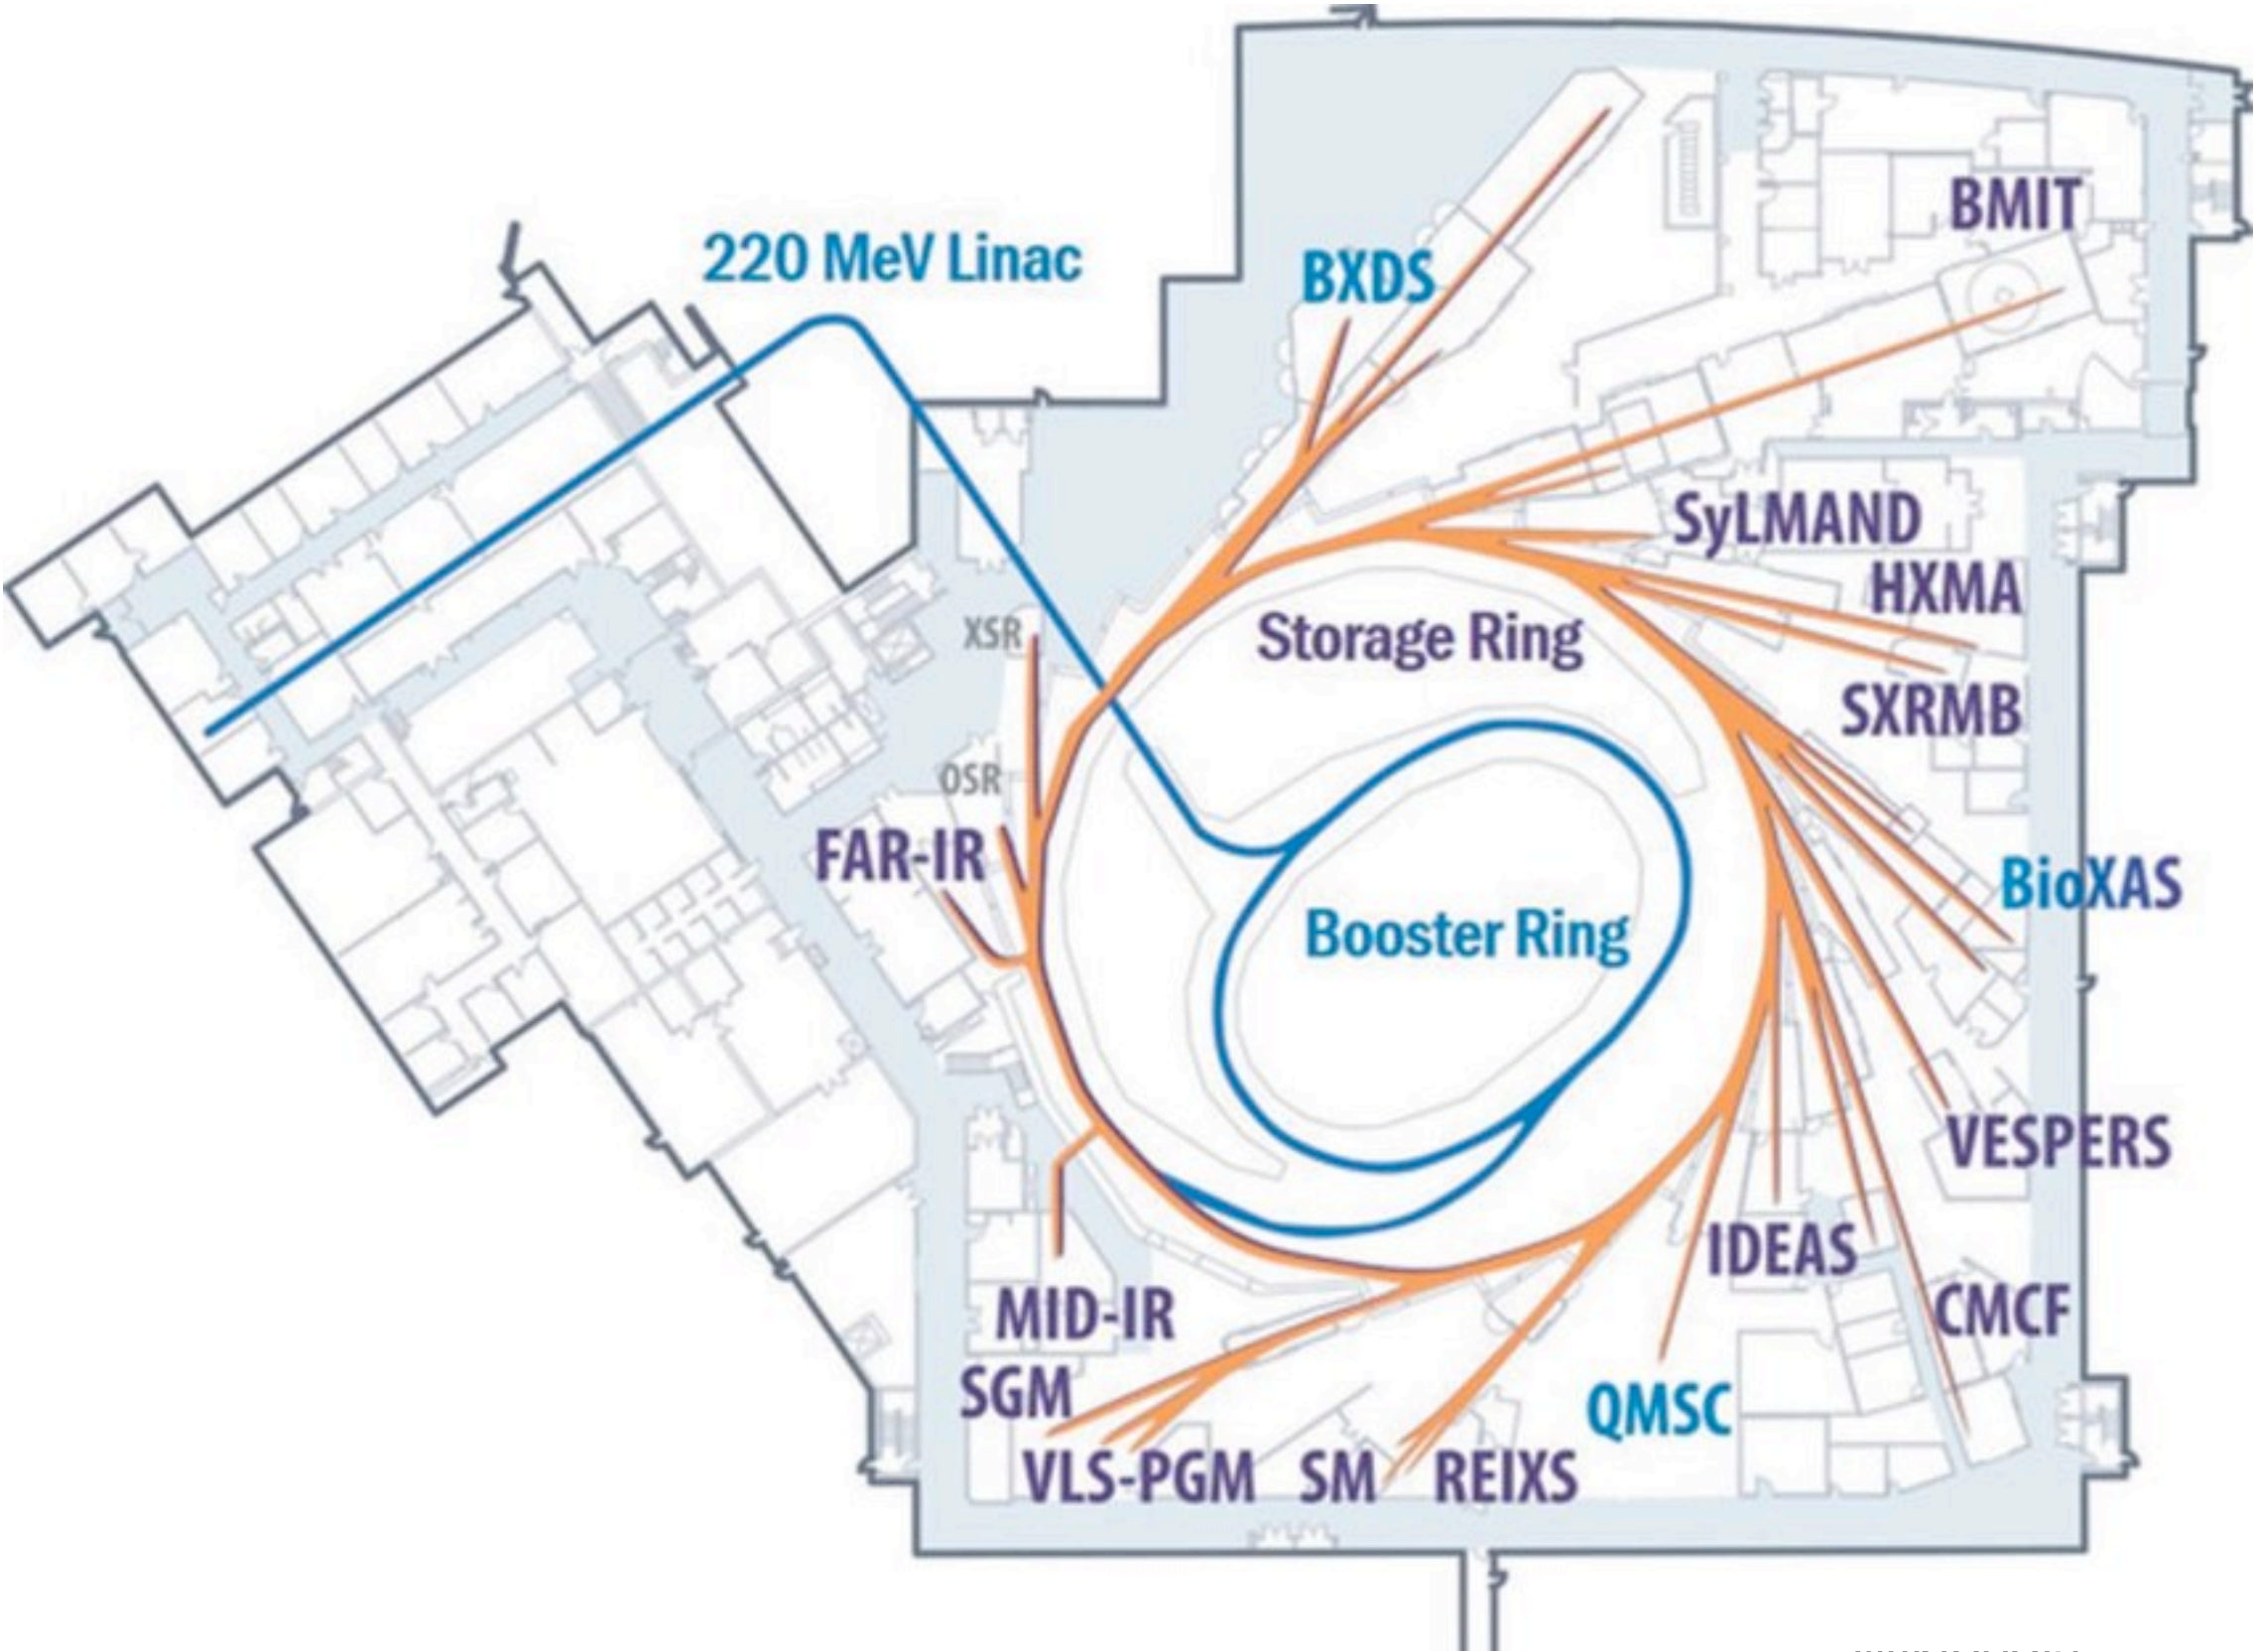 BMIT
220 MeV Linac
BXDS
SyLMAND
HXMA
XSR
Storage Ring
SXRMB
OSR
FAR-IR
BioXAS
Booster Ring
VESPERS
IDEAS
MID-IR
CMCF
SGM
QMSC
VLS-PGM SM REIXS